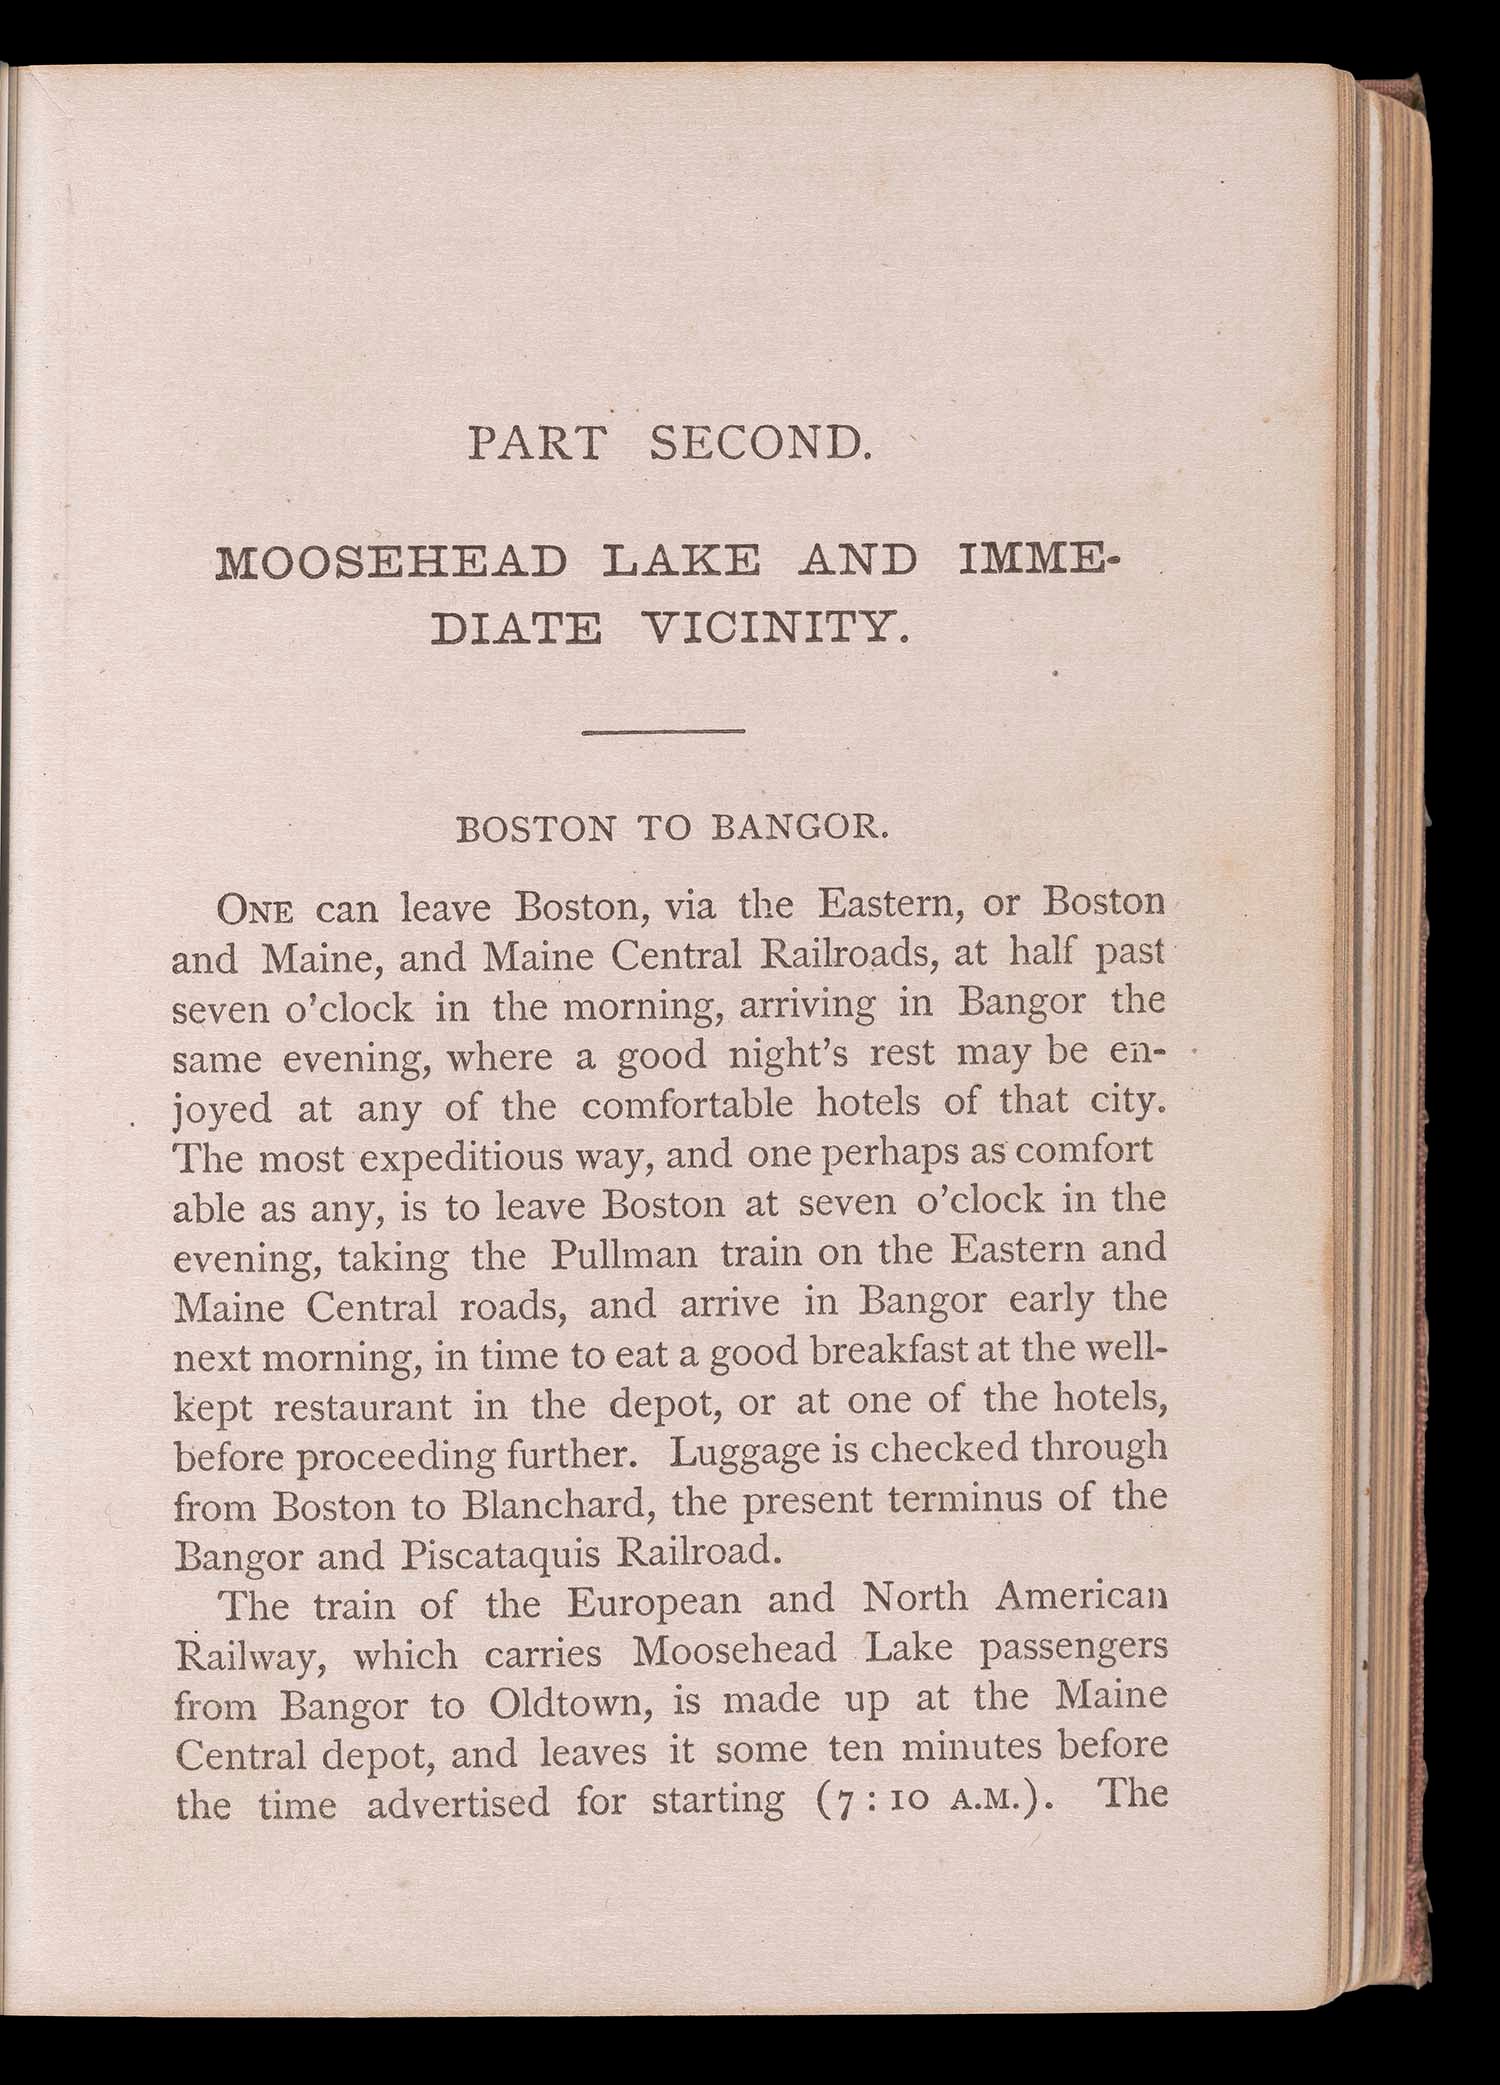 PART SECOND.
MOOSEHEAD LAKE AND IMME-
DIATE VICINITY.
BOSTON TO BANGOR.
ONE can leave Boston, via the Eastern, or Boston
and Maine, and Maine Central Railroads, at half past
seven o'clock in the morning, arriving in Bangor the
same evening, where a good night's rest may be en-
joyed at any of the comfortable hotels of that city.
The most expeditious way, and one perhaps as comfort
able as any, is to leave Boston at seven o'clock in the
evening, taking the Pullman train on the Eastern and
Maine Central roads, and arrive in Bangor early the
next morning, in time to eat a good breakfast at the well-
kept restaurant in the depot, or at one of the hotels,
before proceeding further. Luggage is checked through
from Boston to Blanchard, the present terminus of the
Bangor and Piscataquis Railroad.
The train of the European and North American
Railway, which carries Moosehead Lake passengers
from Bangor to Oldtown, is made up at the Maine
Central depot, and leaves it some ten minutes before
the time advertised for starting (7 : 10 A.M.). The